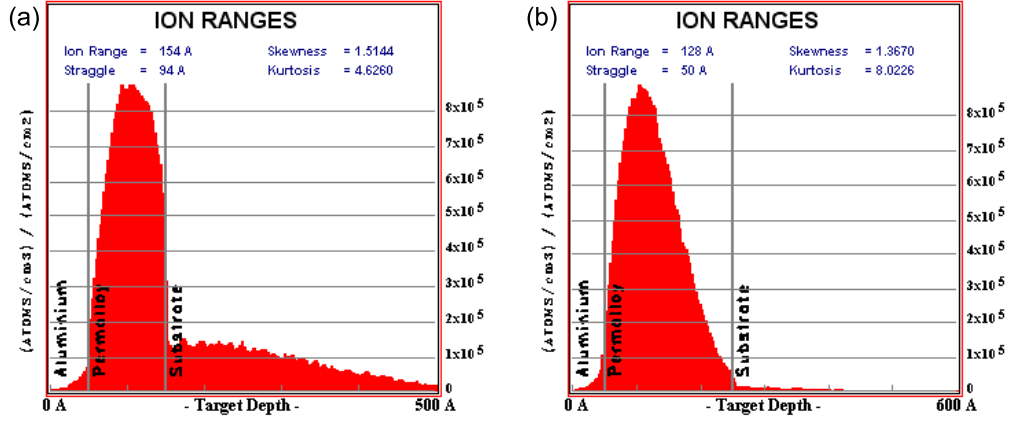 (a)
ION RANGES
Ion Range = 154 A Skewness = 1.5144
Straggle = 94 A Kurtosis = 4.6260
8x10^5
7x10^5
6x10^5
5x10^5
4x10^5
3x10^5
2x10^5
1x10^5
0
(ATOMS/cm3) / (ATOMS/cm2)
Aluminium
Permalloy
Substrate
0 A - Target Depth - 500 A
(b)
ION RANGES
Ion Range = 128 A Skewness = 1.3670
Straggle = 50 A Kurtosis = 8.0226
8x10^5
7x10^5
6x10^5
5x10^5
4x10^5
3x10^5
2x10^5
1x10^5
0
(ATOMS/cm3) / (ATOMS/cm2)
Aluminium
Permalloy
Substrate
0 A - Target Depth - 600 A